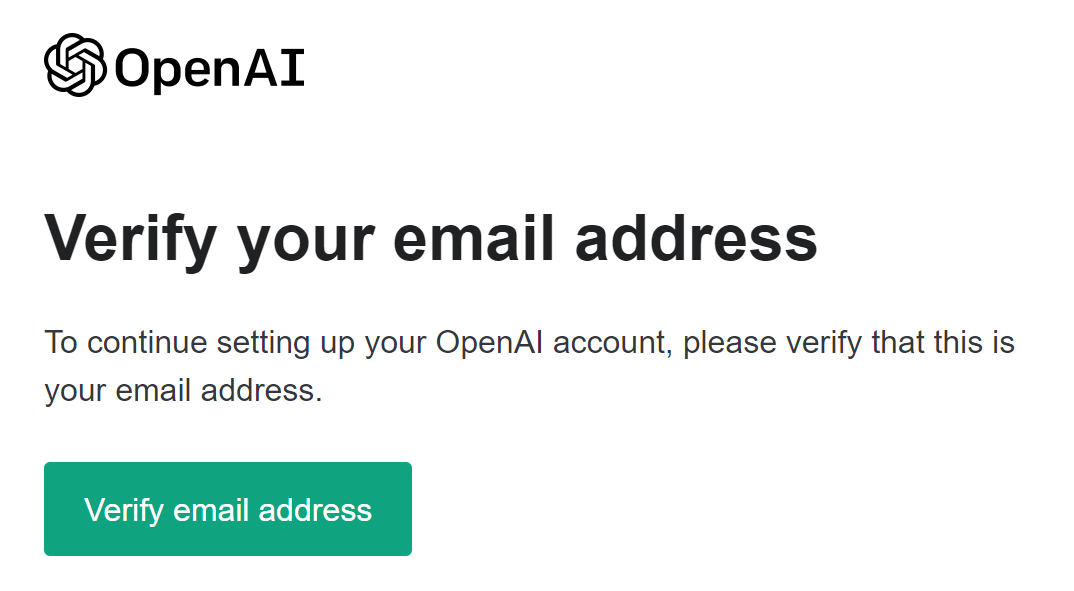 OpenAI
Verify your email address
To continue setting up your OpenAI account, please verify that this is
your email address.
Verify email address